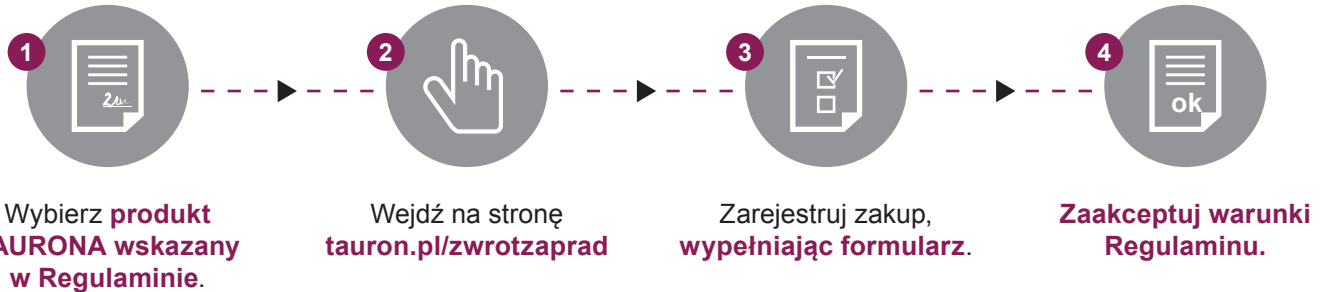 1
2
3
4
ok
Wybierz produkt
AURONA wskazany
w Regulaminie.
Wejdź na stronę
tauron.pl/zwrotzaprad
Zarejestruj zakup,
wypełniając formularz.
Zaakceptuj warunki
Regulaminu.